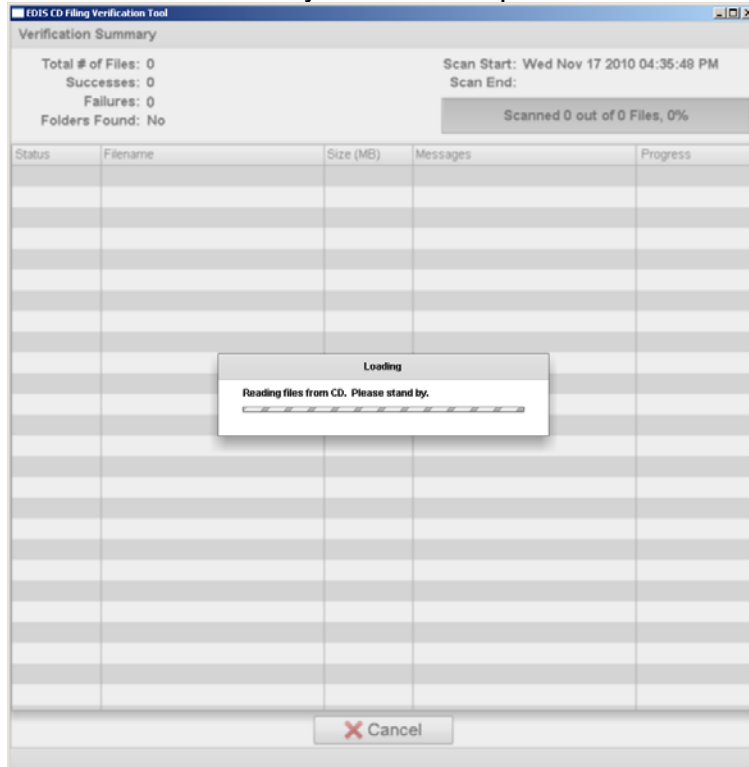 EDIS CD Filing Verification Tool
Verification Summary
Total # of Files: 0
Successes: 0
Failures: 0
Folders Found: No
Scan Start: Wed Nov 17 2010 04:35:48 PM
Scan End:
Scanned 0 out of 0 Files, 0%
Status Filename Size (MB) Messages Progress
Loading
Reading files from CD. Please stand by.
Cancel